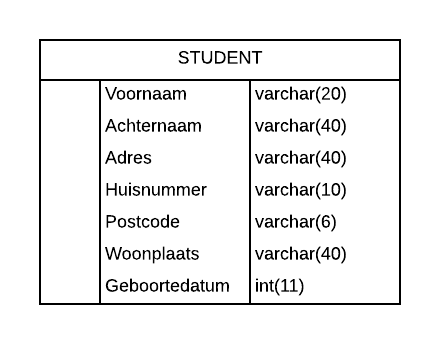 STUDENT
Voornaam varchar(20)
Achternaam varchar(40)
Adres varchar(40)
Huisnummer varchar(10)
Postcode varchar(6)
Woonplaats varchar(40)
Geboortedatum int(11)